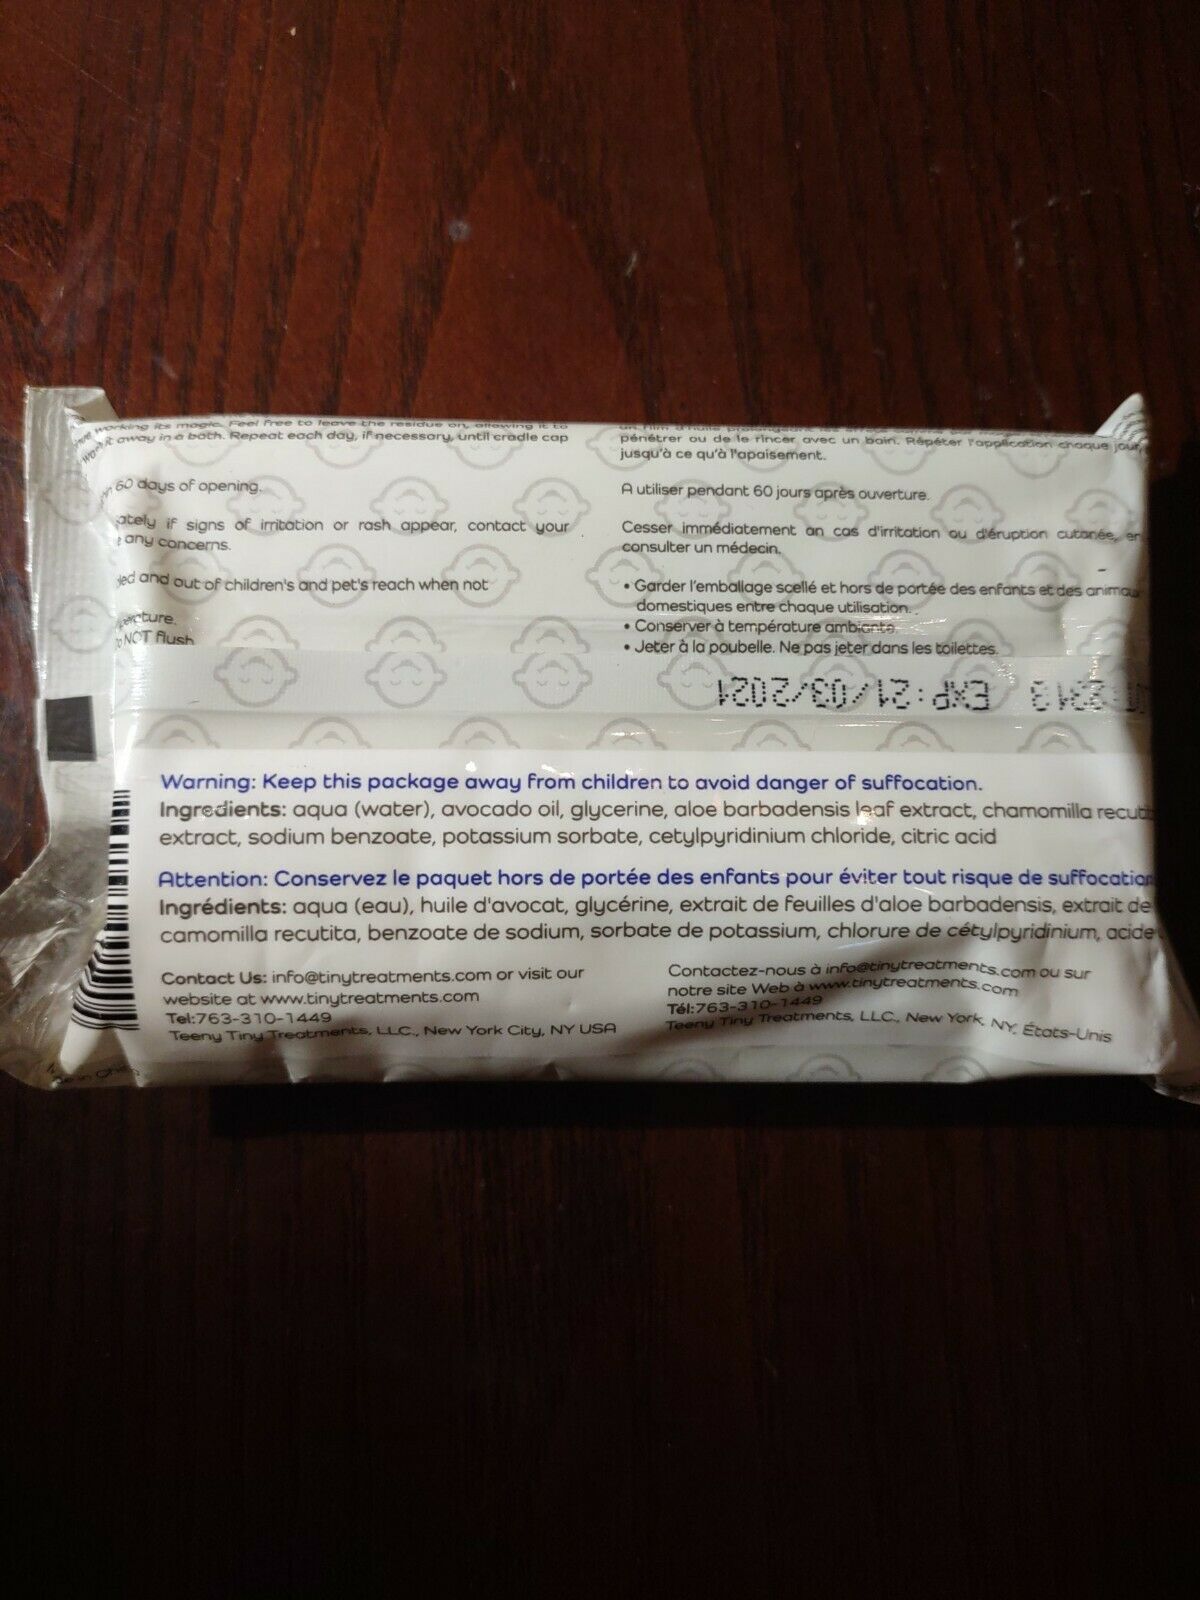 working its magic. Feel free to leave the residue on, allowing it to
it away in a bath. Repeat each day, if necessary, until cradle cap
60 days of opening.
if signs of irritation or rash appear, contact your
any concerns.
and out of children's and pet's reach when not
NOT flush
un film d'huile
pénétrer ou de le rincer avec un bain. Répéter l'application chaque jour,
jusqu'à ce qu'à l'apaisement.
A utiliser pendant 60 jours après ouverture.
Cesser immédiatement an cas d'irritation ou d'éruption cutanée, en
consulter un médecin.
• Garder l'emballage scellé et hors de portée des enfants et des
domestiques entre chaque utilisation.
• Conserver à température ambiante.
• Jeter à la poubelle. Ne pas jeter dans les toilettes.
EXP: 21/03/2021
Warning: Keep this package away from children to avoid danger of suffocation.
Ingredients: aqua (water), avocado oil, glycerine, aloe barbadensis leaf extract, chamomilla
extract, sodium benzoate, potassium sorbate, cetylpyridinium chloride, citric acid
Attention: Conservez le paquet hors de portée des enfants pour éviter tout risque de suffocation
Ingrédients: aqua (eau), huile d'avocat, glycérine, extrait de feuilles d'aloe barbadensis, extrait de
camomilla recutita, benzoate de sodium, sorbate de potassium, chlorure de cétylpyridinium, acide
Contact Us: info@tinytreatments.com or visit our
website at www.tinytreatments.com
Tel:763-310-1449
Teeny Tiny Treatments, LLC., New York City, NY USA
Contactez-nous à info@tinytreatments.com ou sur
notre site Web à www.tinytreatments.com
Tél:763-310-1449
Teeny Tiny Treatments, LLC., New York, NY, États-Unis